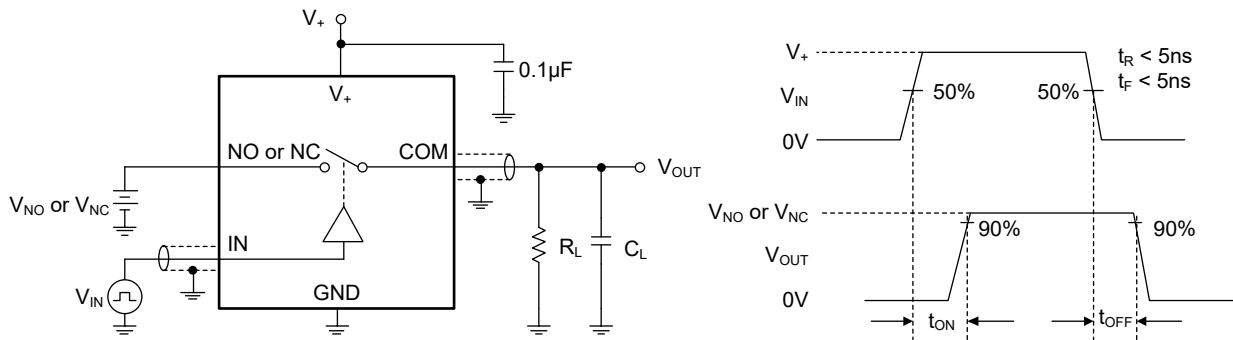 V+
0.1µF
V+
NO or NC
COM
VOUT
VNO or VNC
IN
RL
CL
VIN
GND
V+
tR < 5ns
tF < 5ns
VIN
50%
50%
0V
VNO or VNC
90%
90%
VOUT
0V
tON
tOFF